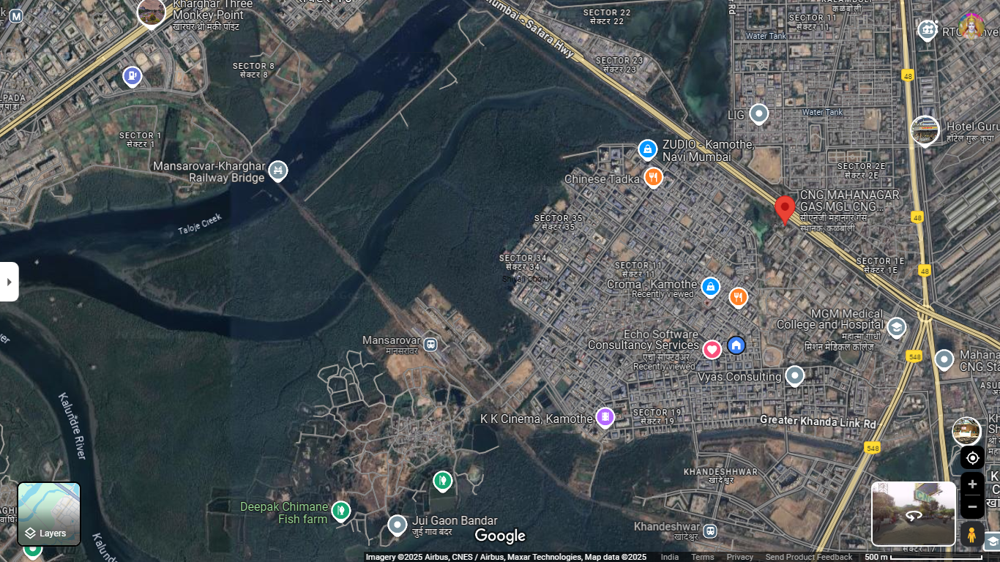 Kharghar Three
Monkey Point
खारघर थ्री मंकी पॉइंट
SECTOR 22
सेक्टर 22
SECTOR 11
सेक्टर 11
कळंबोली
Mumbai - Satara Hwy
Water Tank
SECTOR 8
सेक्टर 8
SECTOR 23
सेक्टर 23
48
LIG
Water Tank
SECTOR 1
सेक्टर 1
Hotel Guru
हॉटेल गुरू कृपा
ZUDIO - Kamothe,
Navi Mumbai
Mansarovar-Kharghar
Railway Bridge
Chinese Tadka
SECTOR 2E
सेक्टर 2E
CNG MAHANAGAR
GAS MGL CNG...
सीएनजी महानगर गॅस
स्थानक, कळंबोली
Taloje Creek
SECTOR 35
सेक्टर 35
48
SECTOR 34
सेक्टर 34
Shivaji Chowk
SECTOR 11
सेक्टर 11
SECTOR 1E
सेक्टर 1E
48
Croma - Kamothe
Recently viewed
MGM Medical
College and Hospital
महात्मा गांधी
मिशन मेडिकल कॉलेज...
Echo Software
Consultancy Services
एचो सॉफ्टवेअर...
Recently viewed
Mansarovar
मानसरोवर
548
CNG St
Vyas Consulting
Kalundre River
K K Cinema, Kamothe
SECTOR 19
सेक्टर 19
Greater Khanda Link Rd
548
KHANDESHHWAR
खांदेश्वर
Deepak Chimane
Fish farm
Jui Gaon Bandar
जुई गाव बंदर
Khandeshwar
खांदेश्वर
Layers
Google
Imagery ©2025 Airbus, CNES / Airbus, Maxar Technologies, Map data ©2025 India Terms Privacy Send Product Feedback 500 m